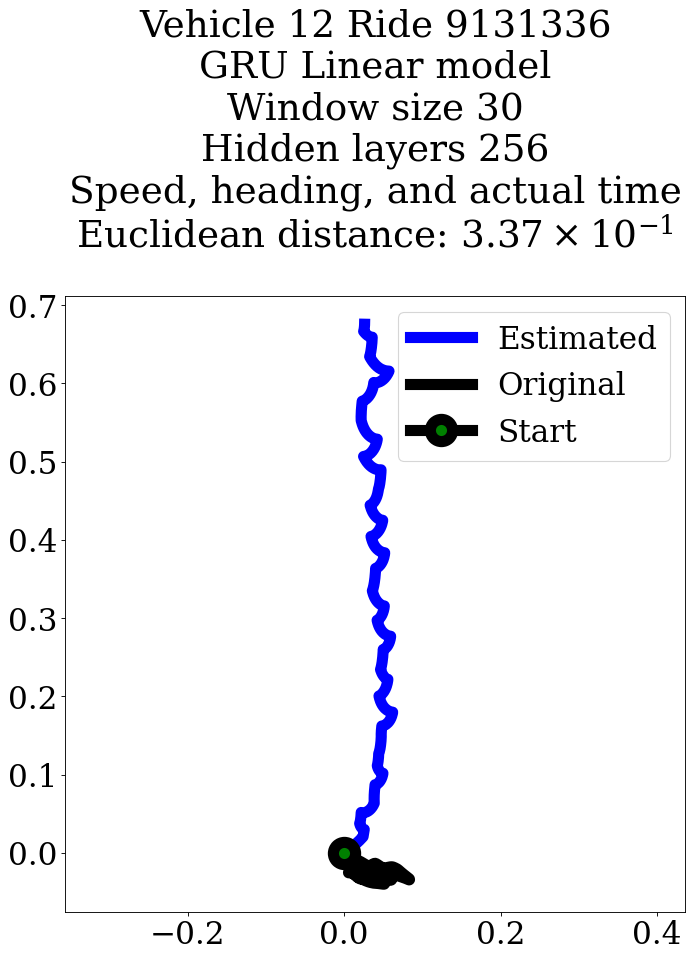 Vehicle 12 Ride 9131336
GRU Linear model
Window size 30
Hidden layers 256
Speed, heading, and actual time
Euclidean distance: 3.37 × 10⁻¹
0.7
0.6
0.5
0.4
0.3
0.2
0.1
0.0
Estimated
Original
Start
−0.2 0.0 0.2 0.4